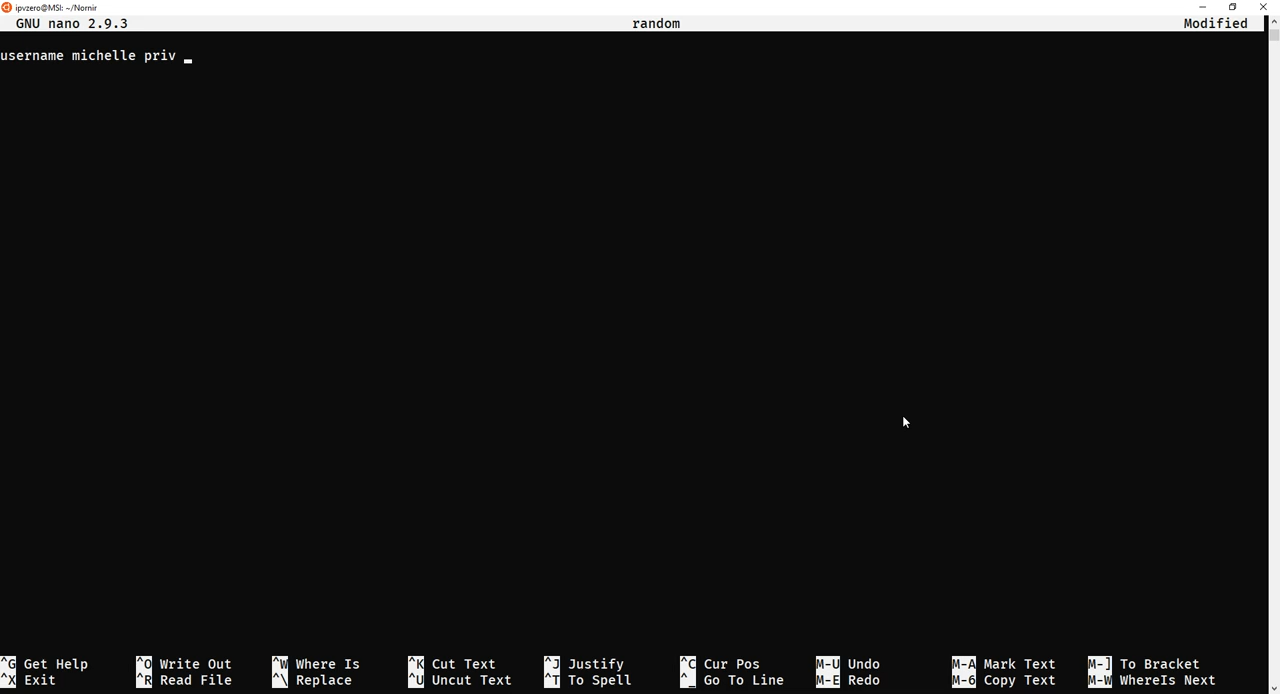 ipvzero@MSI: ~/Nornir
GNU nano 2.9.3 random Modified
username michelle priv
^G Get Help ^O Write Out ^W Where Is ^K Cut Text ^J Justify ^C Cur Pos M-U Undo M-A Mark Text M-] To Bracket
^X Exit ^R Read File ^\ Replace ^U Uncut Text ^T To Spell ^_ Go To Line M-E Redo M-6 Copy Text M-W WhereIs Next